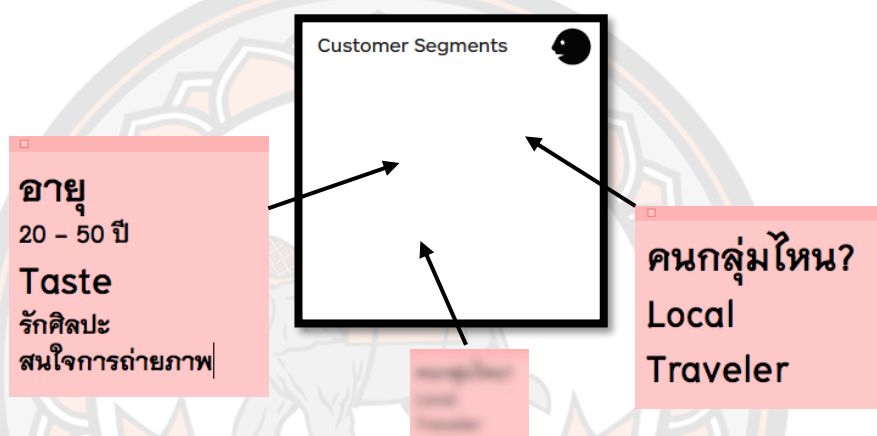 Customer Segments
อายุ
20 – 50 ปี
Taste
รักศิลปะ
สนใจการถ่ายภาพ
คนกลุ่มไหน?
Local
Traveler